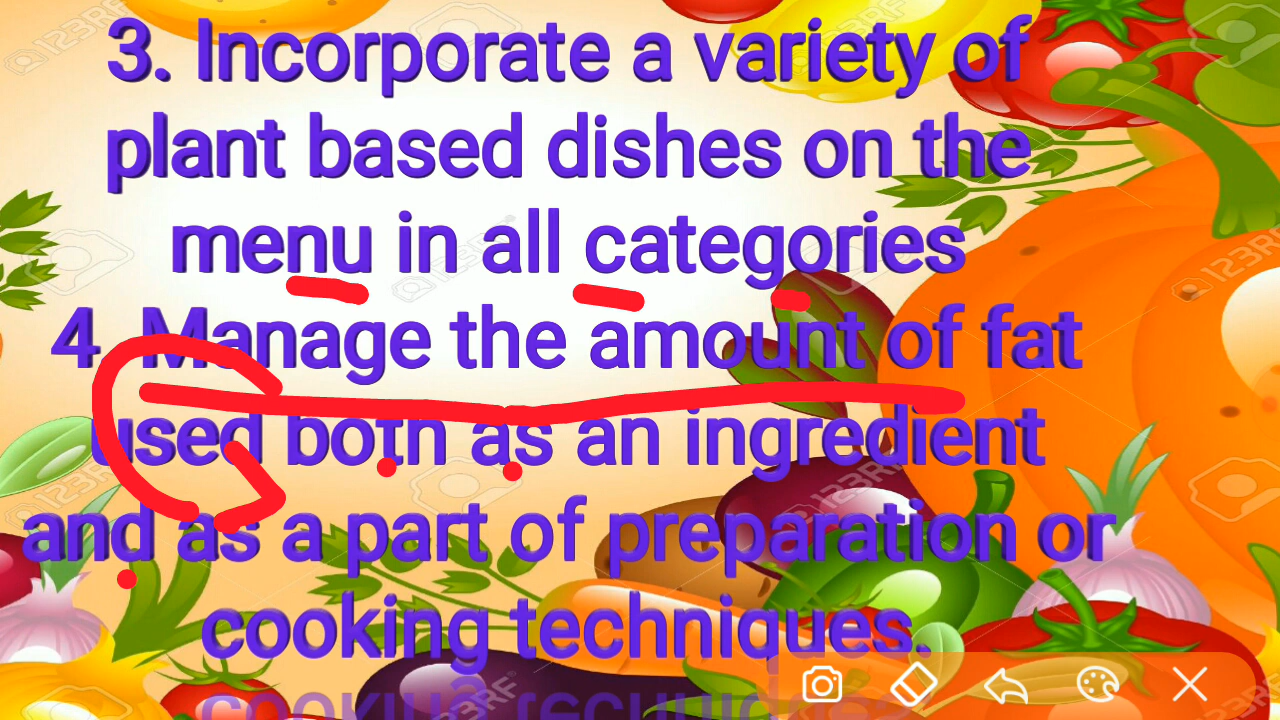 3. Incorporate a variety of
plant based dishes on the
menu in all categories
4. Manage the amount of fat
used both as an ingredient
and as a part of preparation or
cooking techniques.